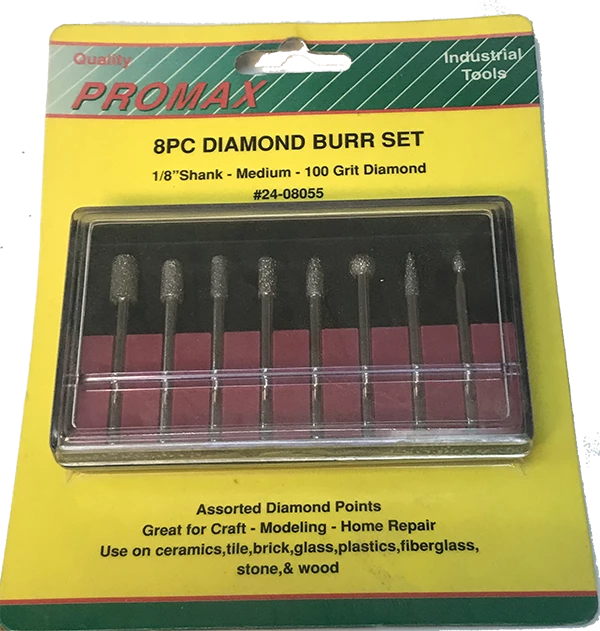 Quality
PROMAX
Industrial
Tools
8PC DIAMOND BURR SET
1/8"Shank - Medium - 100 Grit Diamond
#24-08055
Assorted Diamond Points
Great for Craft - Modeling - Home Repair
Use on ceramics,tile,brick,glass,plastics,fiberglass,
stone,& wood